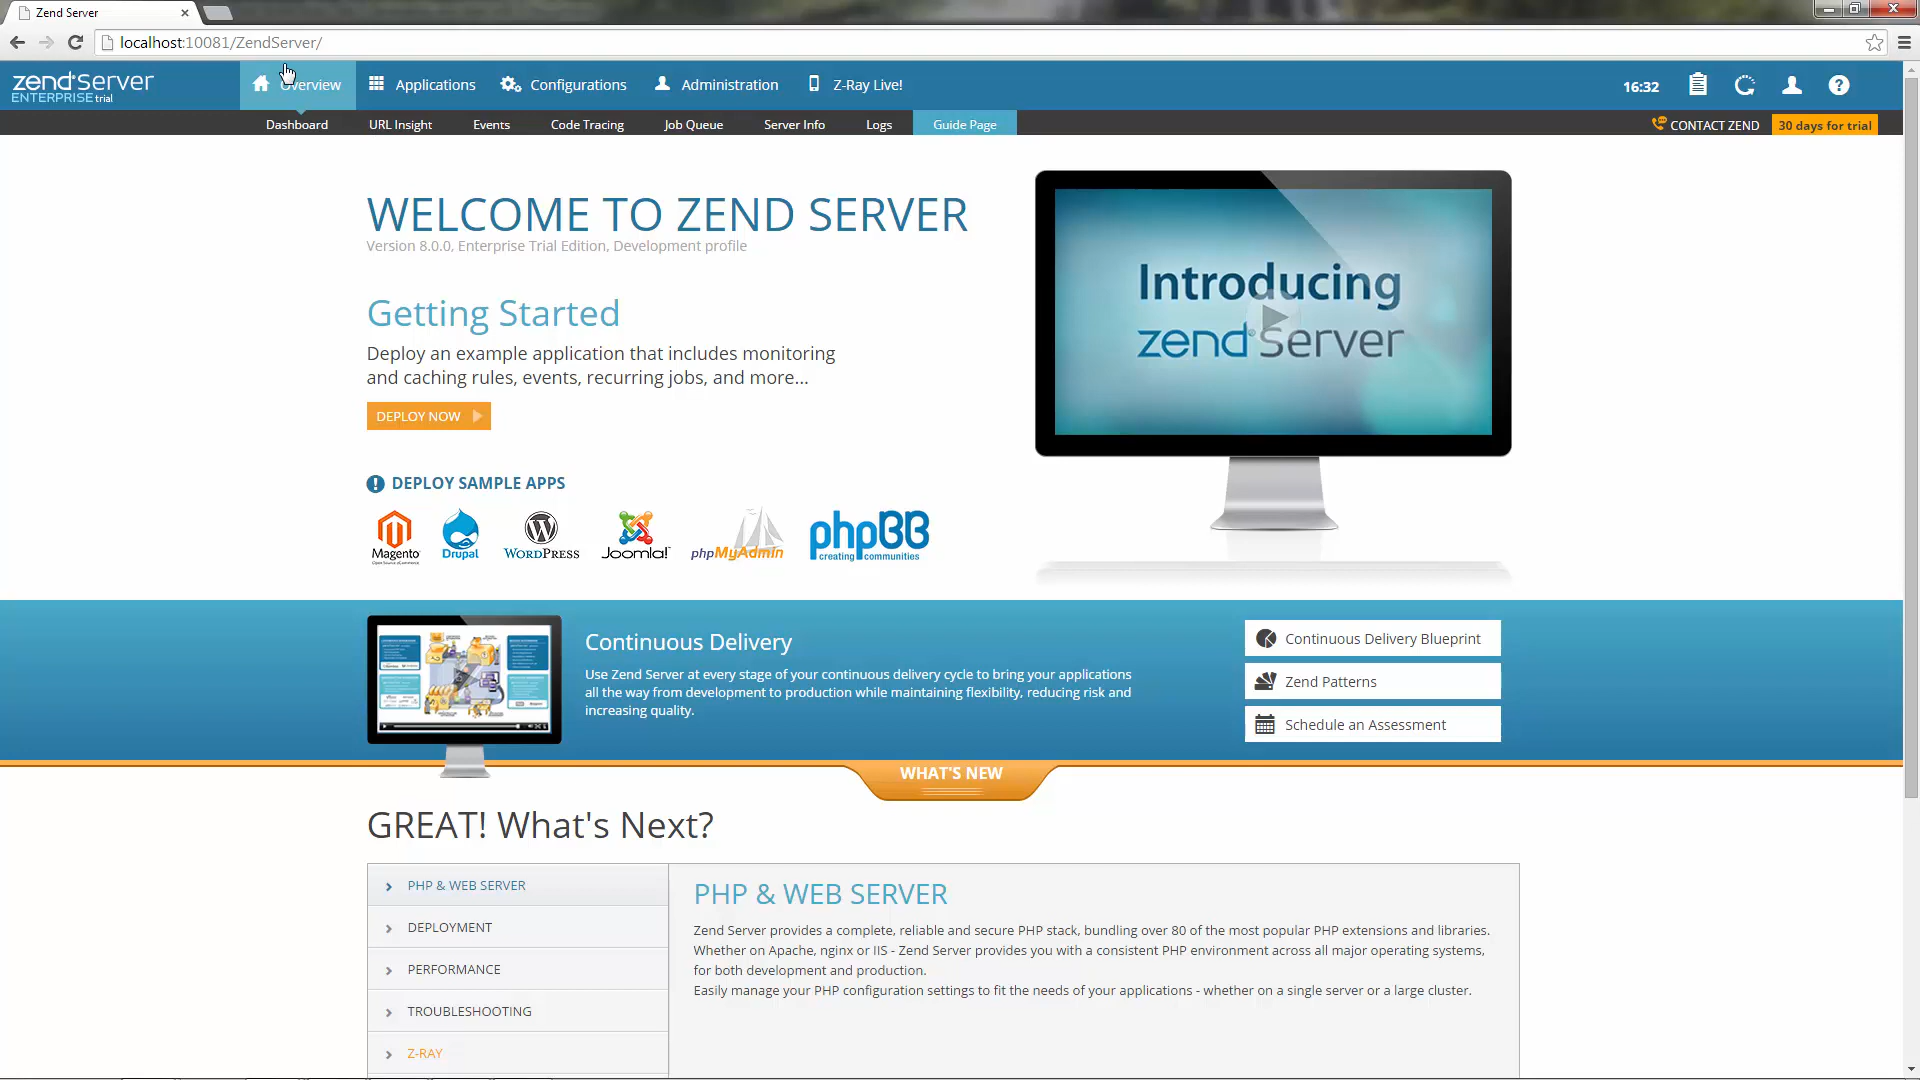 Zend Server
localhost:10081/ZendServer/
zend Server
ENTERPRISE trial
Overview
Applications
Configurations
Administration
Z-Ray Live!
16:32
Dashboard
URL Insight
Events
Code Tracing
Job Queue
Server Info
Logs
Guide Page
CONTACT ZEND
30 days for trial
WELCOME TO ZEND SERVER
Version 8.0.0, Enterprise Trial Edition, Development profile
Getting Started
Deploy an example application that includes monitoring
and caching rules, events, recurring jobs, and more...
DEPLOY NOW
Introducing
zend Server
DEPLOY SAMPLE APPS
Magento
Open Source eCommerce
Drupal
WORDPRESS
Joomla!
phpMyAdmin
phpBB
creating communities
Continuous Delivery
Use Zend Server at every stage of your continuous delivery cycle to bring your applications
all the way from development to production while maintaining flexibility, reducing risk and
increasing quality.
Continuous Delivery Blueprint
Zend Patterns
Schedule an Assessment
WHAT'S NEW
GREAT! What's Next?
PHP & WEB SERVER
DEPLOYMENT
PERFORMANCE
TROUBLESHOOTING
Z-RAY
PHP & WEB SERVER
Zend Server provides a complete, reliable and secure PHP stack, bundling over 80 of the most popular PHP extensions and libraries.
Whether on Apache, nginx or IIS - Zend Server provides you with a consistent PHP environment across all major operating systems,
for both development and production.
Easily manage your PHP configuration settings to fit the needs of your applications - whether on a single server or a large cluster.